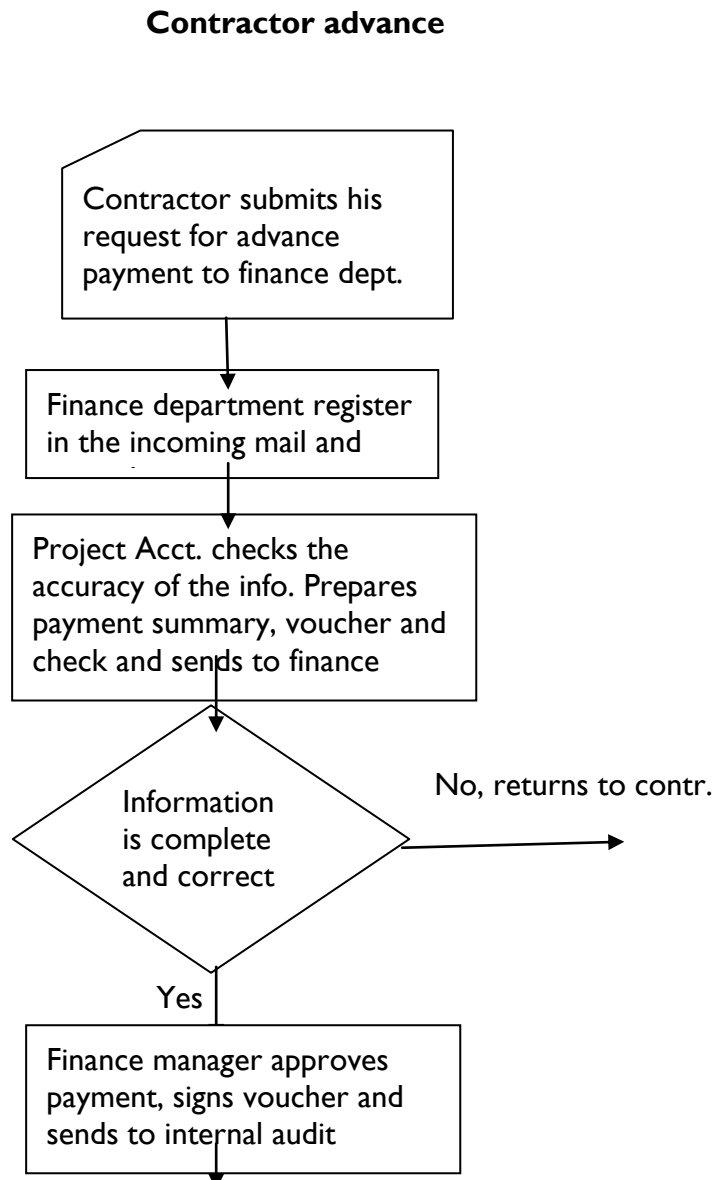 Contractor advance
Contractor submits his
request for advance
payment to finance dept.
Finance department register
in the incoming mail and
Project Acct. checks the
accuracy of the info. Prepares
payment summary, voucher and
check and sends to finance
No, returns to contr.
Information
is complete
and correct
Yes
Finance manager approves
payment, signs voucher and
sends to internal audit